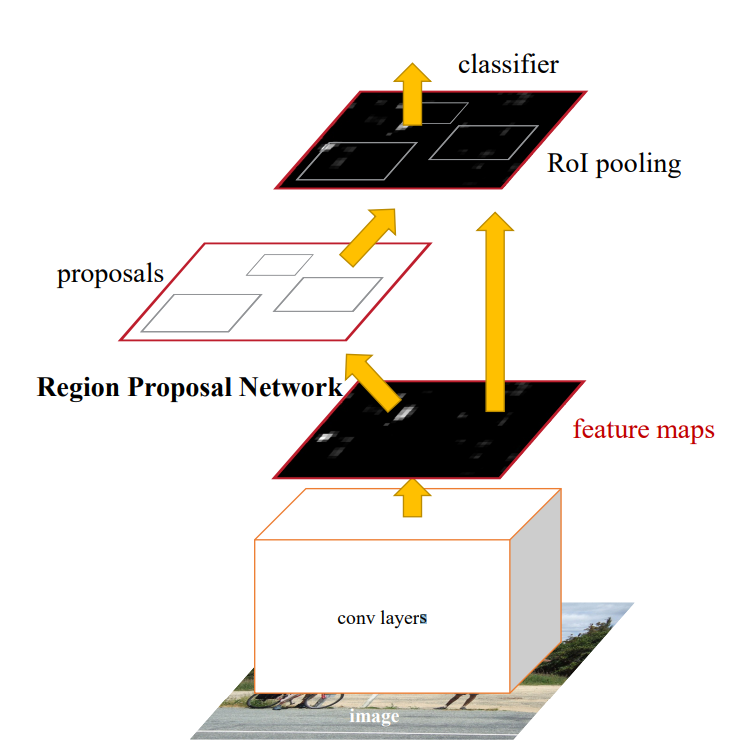 classifier
RoI pooling
proposals
Region Proposal Network
feature maps
conv layers
image